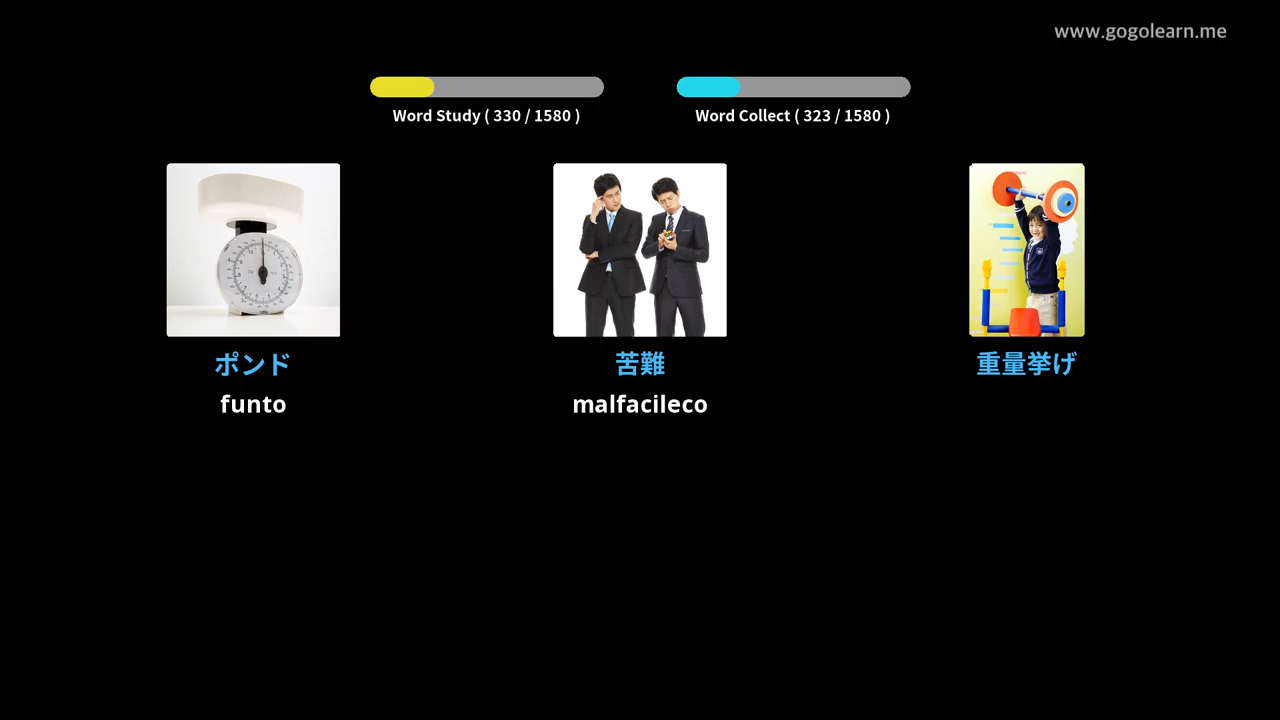 www.gogolearn.me
Word Study ( 330 / 1580 )
Word Collect ( 323 / 1580 )
ポンド
funto
苦難
malfacileco
重量挙げ